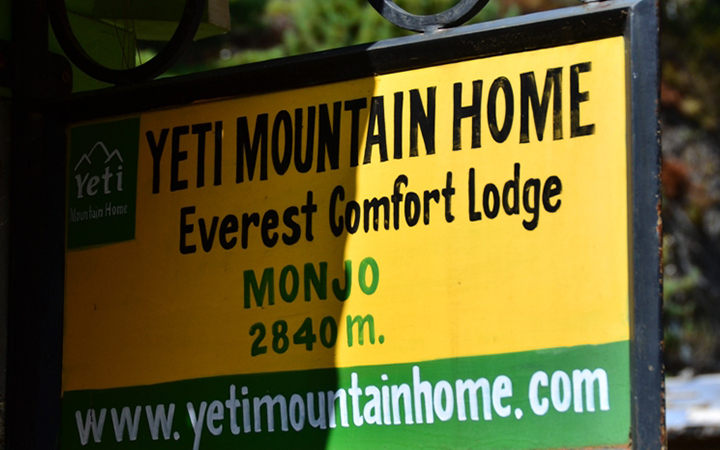 YETI MOUNTAIN HOME
Yeti
Mountain Home
Everest Comfort Lodge
MONJO
2840 m.
www.yetimountainhome.com